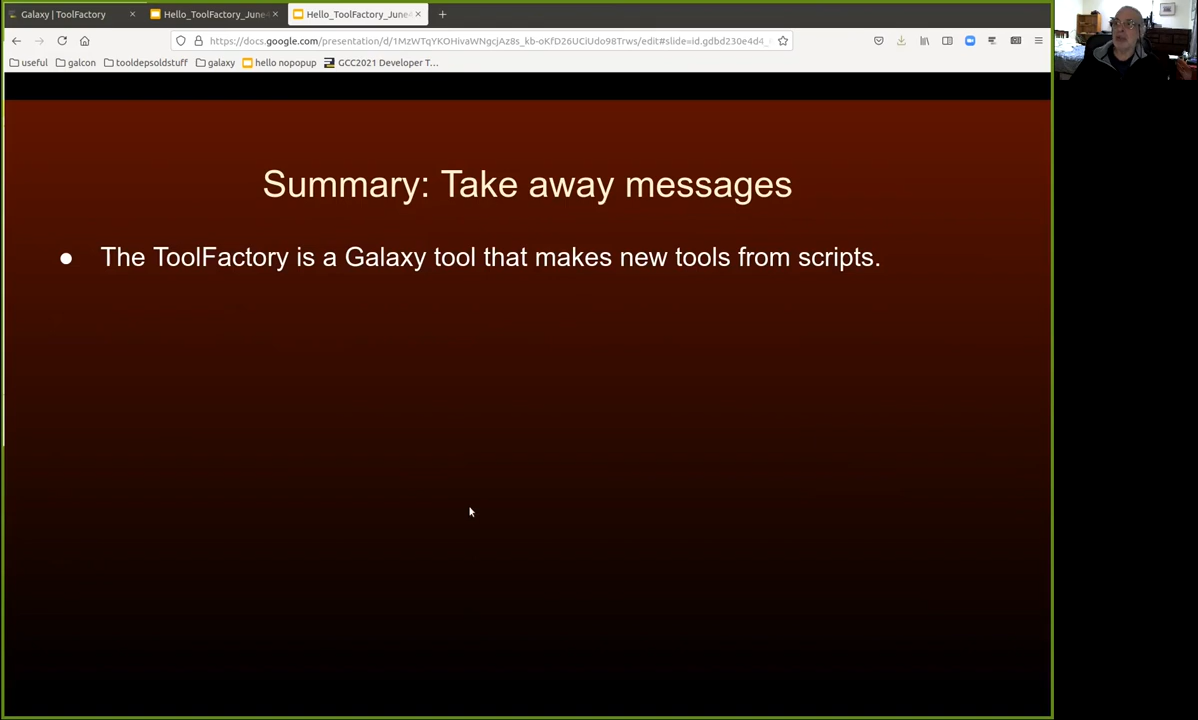 Galaxy | ToolFactory
Hello_ToolFactory_June
Hello_ToolFactory_June
https://docs.google.com/presentation/d/1MzWTqYKOHivaWNgcjAz8s_kb-oKfD26UCiUdo98Trws/edit#slide=id.gdbd230e4d4_
useful galcon tooldepsoldstuff galaxy hello nopopup GCC2021 Developer T...
Summary: Take away messages
● The ToolFactory is a Galaxy tool that makes new tools from scripts.